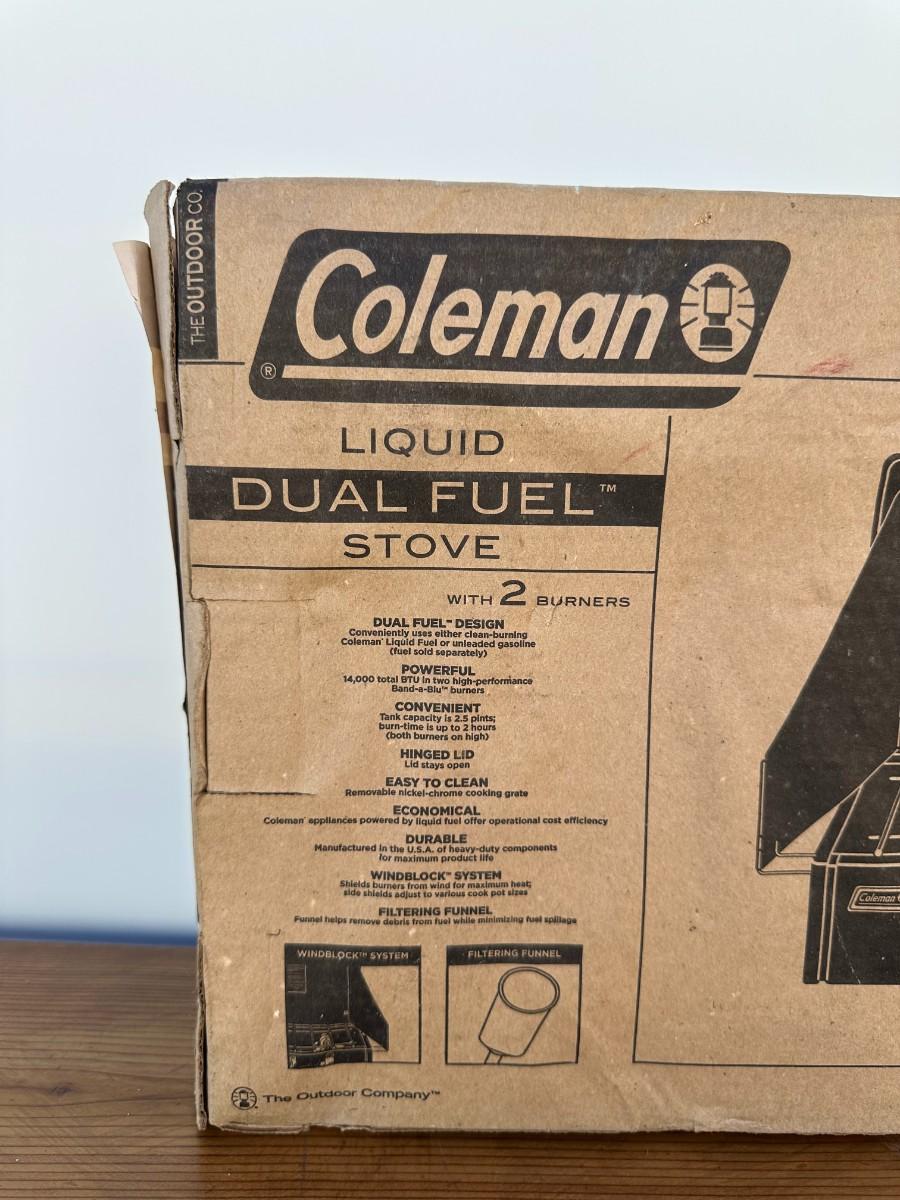 THE OUTDOOR CO.
Coleman
®
LIQUID
DUAL FUEL™
STOVE
WITH 2 BURNERS
DUAL FUEL™ DESIGN
Conveniently uses either clean-burning
Coleman® Liquid Fuel or unleaded gasoline
(fuel sold separately)
POWERFUL
14,000 total BTU in two high-performance
Band-a-Blu™ burners
CONVENIENT
Tank capacity is 2.5 pints;
burn-time is up to 2 hours
(both burners on high)
HINGED LID
Lid stays open
EASY TO CLEAN
Removable nickel-chrome cooking grate
ECONOMICAL
Coleman® appliances powered by liquid fuel offer operational cost efficiency
DURABLE
Manufactured in the U.S.A. of heavy-duty components
for maximum product life
WINDBLOCK™ SYSTEM
Shields burners from wind for maximum heat;
side shields adjust to various cook pot sizes
FILTERING FUNNEL
Funnel helps remove debris from fuel while minimizing fuel spillage
WINDBLOCK™ SYSTEM
FILTERING FUNNEL
Coleman
The Outdoor Company™